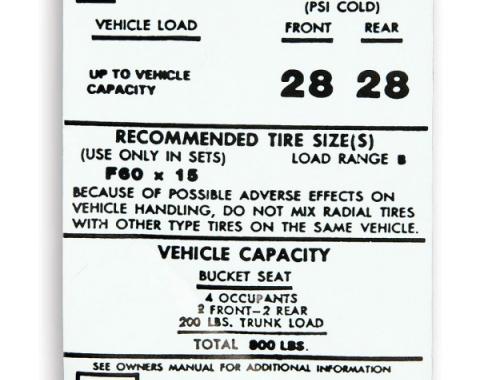 (PSI COLD)
VEHICLE LOAD FRONT REAR
UP TO VEHICLE
CAPACITY 28 28
RECOMMENDED TIRE SIZE(S)
(USE ONLY IN SETS) LOAD RANGE B
F60 x 15
BECAUSE OF POSSIBLE ADVERSE EFFECTS ON
VEHICLE HANDLING, DO NOT MIX RADIAL TIRES
WITH OTHER TYPE TIRES ON THE SAME VEHICLE.
VEHICLE CAPACITY
BUCKET SEAT
4 OCCUPANTS
2 FRONT-2 REAR
200 LBS. TRUNK LOAD
TOTAL 800 LBS.
SEE OWNERS MANUAL FOR ADDITIONAL INFORMATION